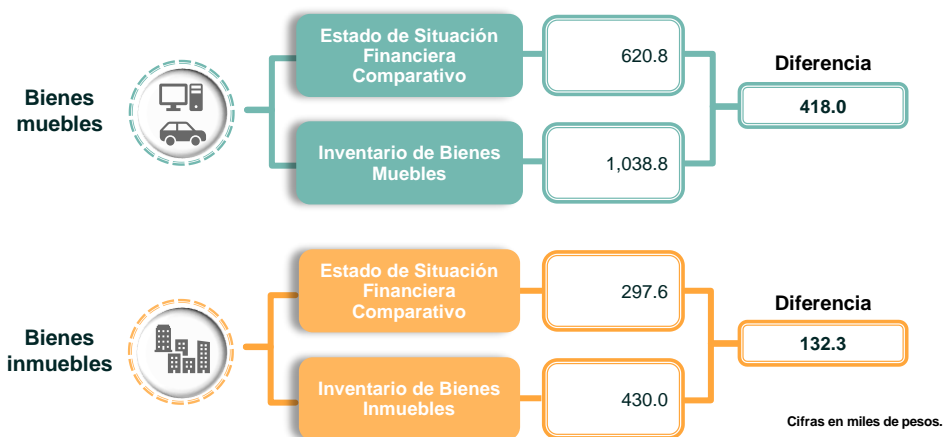 Bienes
muebles
Estado de Situación
Financiera
Comparativo
620.8
Inventario de Bienes
Muebles
1,038.8
Diferencia
418.0
Bienes
inmuebles
Estado de Situación
Financiera
Comparativo
297.6
Inventario de Bienes
Inmuebles
430.0
Diferencia
132.3
Cifras en miles de pesos.